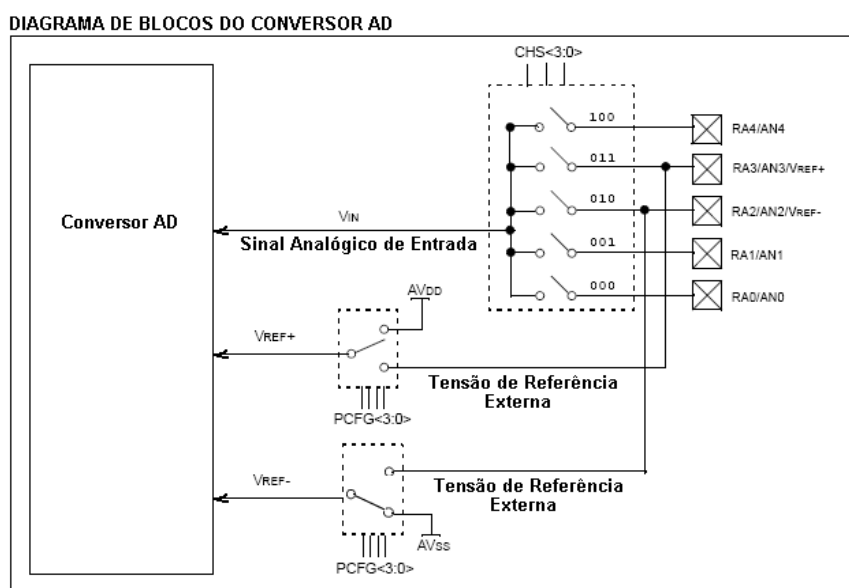 DIAGRAMA DE BLOCOS DO CONVERSOR AD
CHS<3:0>
100
RA4/AN4
011
RA3/AN3/VREF+
010
RA2/AN2/VREF-
Conversor AD
VIN
Sinal Analógico de Entrada
001
RA1/AN1
000
RA0/AN0
AVDD
VREF+
Tensão de Referência
Externa
PCFG<3:0>
VREF-
Tensão de Referência
Externa
AVSS
PCFG<3:0>